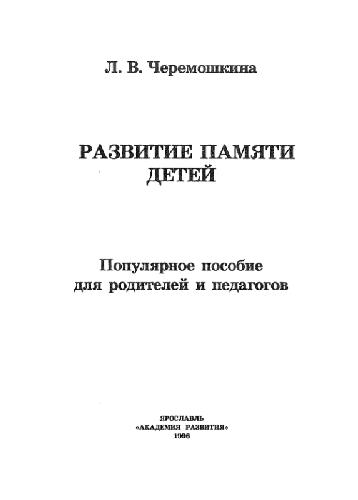 Л. В. Черемошкина
РАЗВИТИЕ ПАМЯТИ
ДЕТЕЙ
Популярное пособие
для родителей и педагогов
ЯРОСЛАВЛЬ
«АКАДЕМИЯ РАЗВИТИЯ»
1996